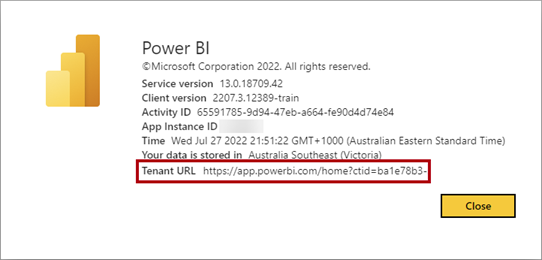 Power BI
©Microsoft Corporation 2022. All rights reserved.
Service version 13.0.18709.42
Client version 2207.3.12389-train
Activity ID 65591785-9d94-47eb-a664-fe90d4d74e84
App Instance ID
Time Wed Jul 27 2022 21:51:22 GMT+1000 (Australian Eastern Standard Time)
Your data is stored in Australia Southeast (Victoria)
Tenant URL https://app.powerbi.com/home?ctid=ba1e78b3-
Close